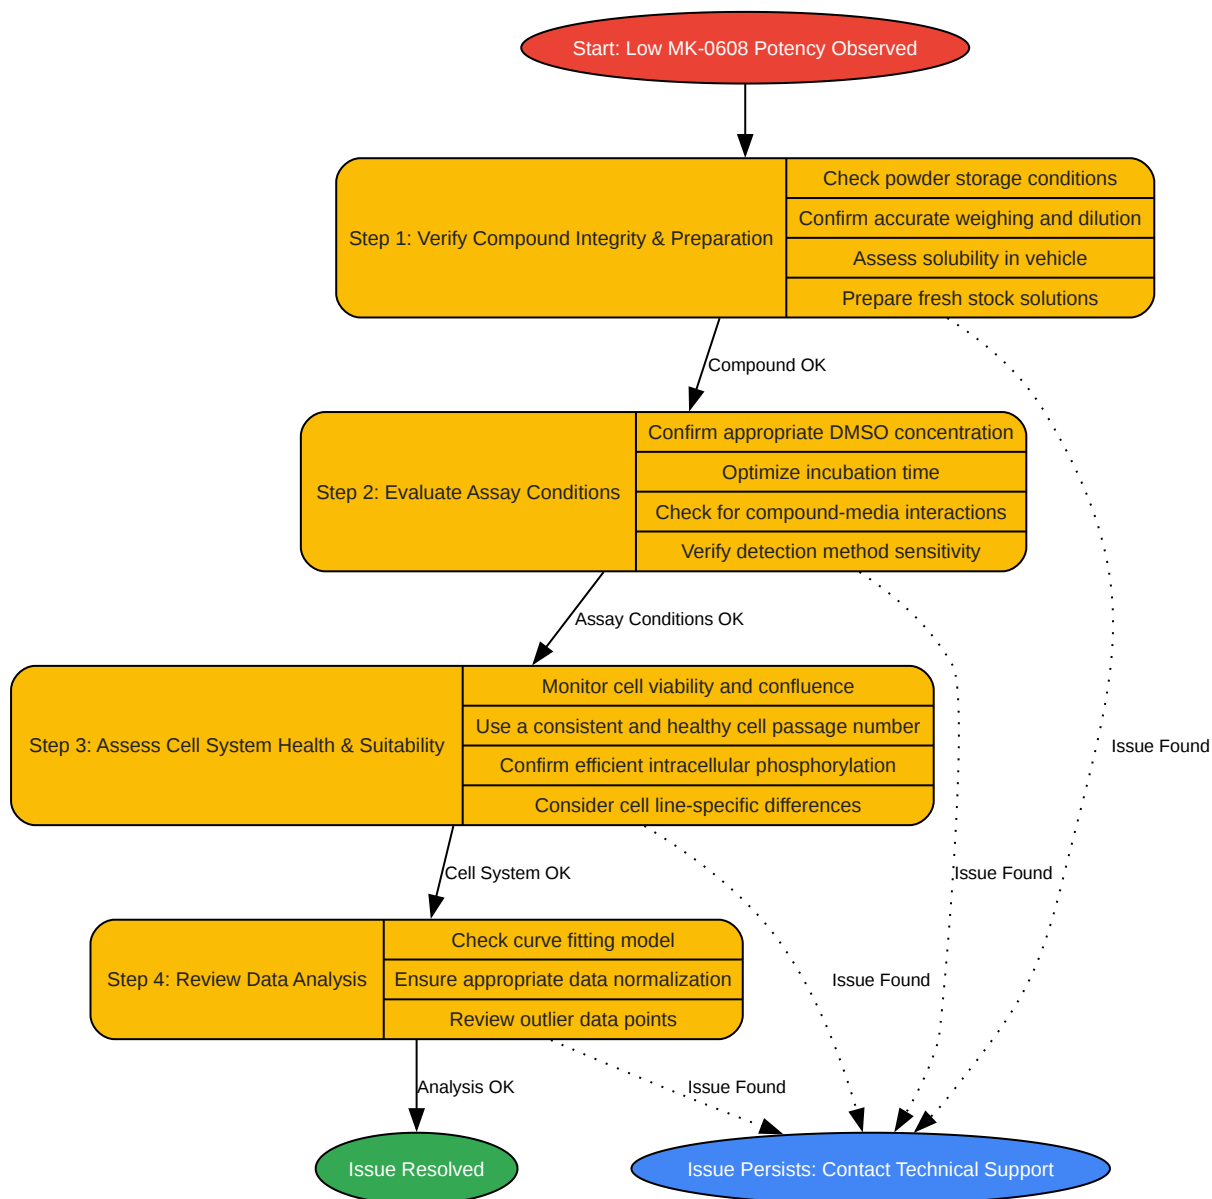 Start: Low MK-0608 Potency Observed
Step 1: Verify Compound Integrity & Preparation
Check powder storage conditions
Confirm accurate weighing and dilution
Assess solubility in vehicle
Prepare fresh stock solutions
Compound OK
Step 2: Evaluate Assay Conditions
Confirm appropriate DMSO concentration
Optimize incubation time
Check for compound-media interactions
Verify detection method sensitivity
Assay Conditions OK
Step 3: Assess Cell System Health & Suitability
Monitor cell viability and confluence
Use a consistent and healthy cell passage number
Confirm efficient intracellular phosphorylation
Consider cell line-specific differences
Issue Found
Cell System OK
Issue Found
Step 4: Review Data Analysis
Check curve fitting model
Ensure appropriate data normalization
Review outlier data points
Issue Found
Analysis OK
Issue Found
Issue Resolved
Issue Persists: Contact Technical Support